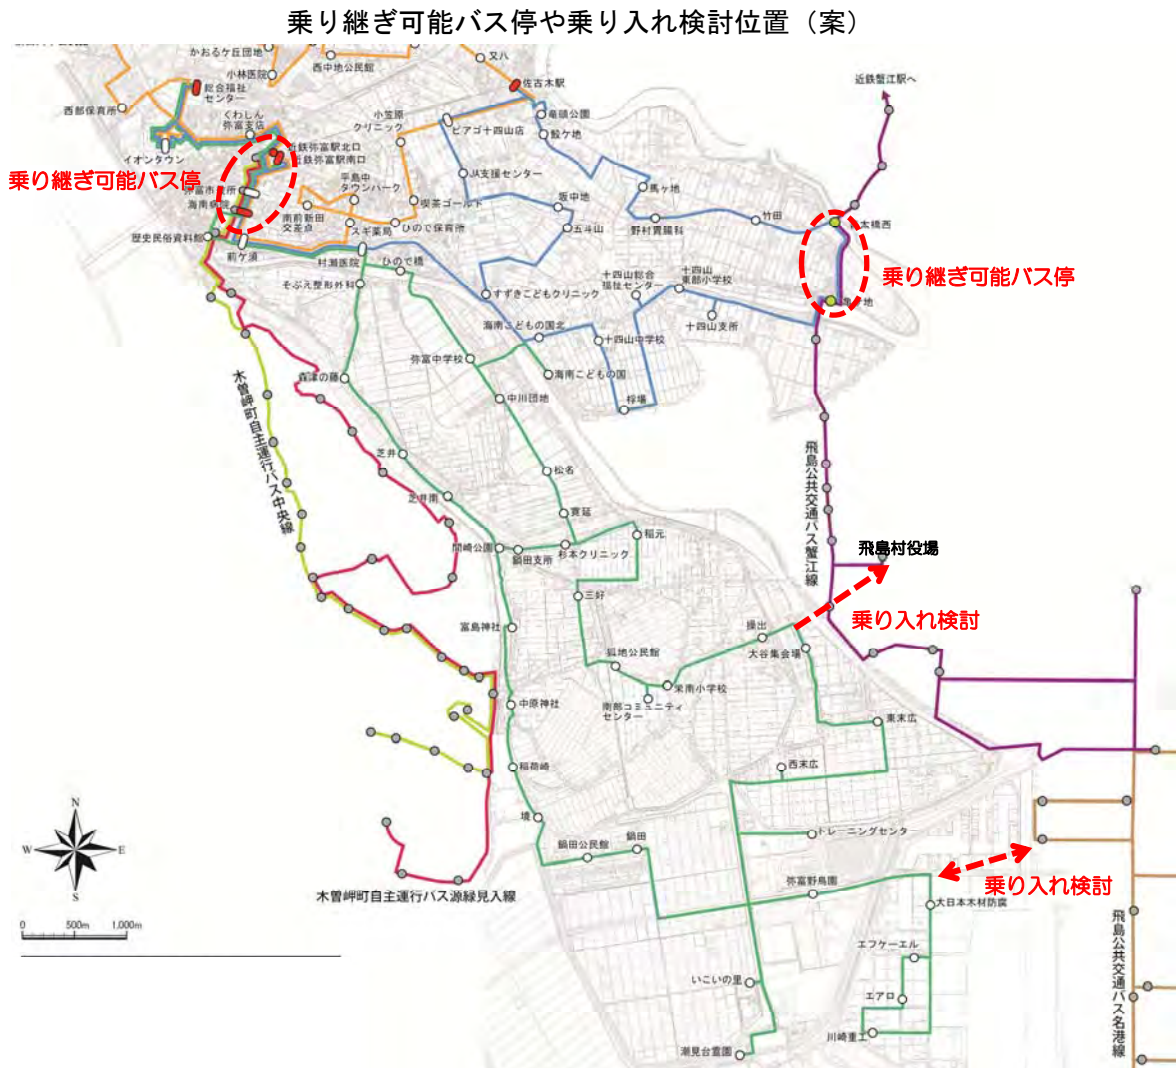 乗り継ぎ可能バス停や乗り入れ検討位置（案）
かおるケ丘団地
小林医院
西中地公民館
又八
佐古木駅
近鉄蟹江駅へ
総合福祉
センター
西部保育所
くわしん
弥富支店
小笠原
クリニック
ピアゴ十四山店
竜頭公園
鮫ケ地
イオンタウン
近鉄弥富駅北口
近鉄弥富駅南口
乗り継ぎ可能バス停
海南病院
平島中
タウンハーク
JA支援センター
喫茶ゴールド
馬ヶ地
坂中地
南前新田
交差点
スギ薬局
ひので保育所
五斗山
野村胃腸科
竹田
歴史民俗資料館
前ケ須
村瀬医院
ひので橋
そぶえ整形外科
すずきこどもクリニック
十四山総合
福祉センター
十四山
東部小学校
十四山支所
乗り継ぎ可能バス停
海南こどもの国北
十四山中学校
弥富中学校
海南こどもの国
森津の藤
中川団地
桴場
木曽岬町自主運行バス中央線
芝井
松名
芝井南
寛延
稲元
飛島公共交通バス蟹江線
間崎公園
鍋田支所
杉本クリニック
飛島村役場
三好
乗り入れ検討
富島神社
操出
大谷集会場
狐地公民館
栄南小学校
南部コミュニティ
センター
中原神社
東末広
稲荷崎
西末広
境
鍋田公民館
鍋田
トレーニングセンタ
N
W
E
S
0 500m 1,000m
木曽岬町自主運行バス源緑見入線
弥富野鳥園
乗り入れ検討
大日本木材防腐
エフケーエル
飛島公共交通バス名港線
いこいの里
エアロ
川崎重工
潮見台霊園